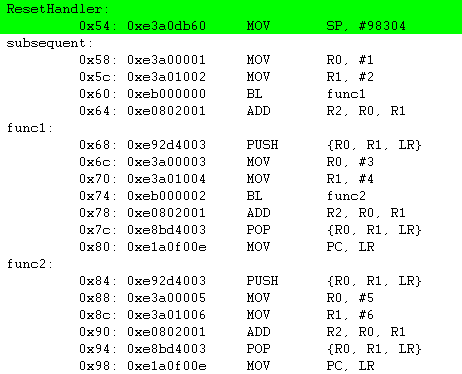 ResetHandler:
0x54: 0xe3a0db60 MOV SP, #98304
subsequent:
0x58: 0xe3a00001 MOV R0, #1
0x5c: 0xe3a01002 MOV R1, #2
0x60: 0xeb000000 BL func1
0x64: 0xe0802001 ADD R2, R0, R1
func1:
0x68: 0xe92d4003 PUSH {R0, R1, LR}
0x6c: 0xe3a00003 MOV R0, #3
0x70: 0xe3a01004 MOV R1, #4
0x74: 0xeb000002 BL func2
0x78: 0xe0802001 ADD R2, R0, R1
0x7c: 0xe8bd4003 POP {R0, R1, LR}
0x80: 0xe1a0f00e MOV PC, LR
func2:
0x84: 0xe92d4003 PUSH {R0, R1, LR}
0x88: 0xe3a00005 MOV R0, #5
0x8c: 0xe3a01006 MOV R1, #6
0x90: 0xe0802001 ADD R2, R0, R1
0x94: 0xe8bd4003 POP {R0, R1, LR}
0x98: 0xe1a0f00e MOV PC, LR